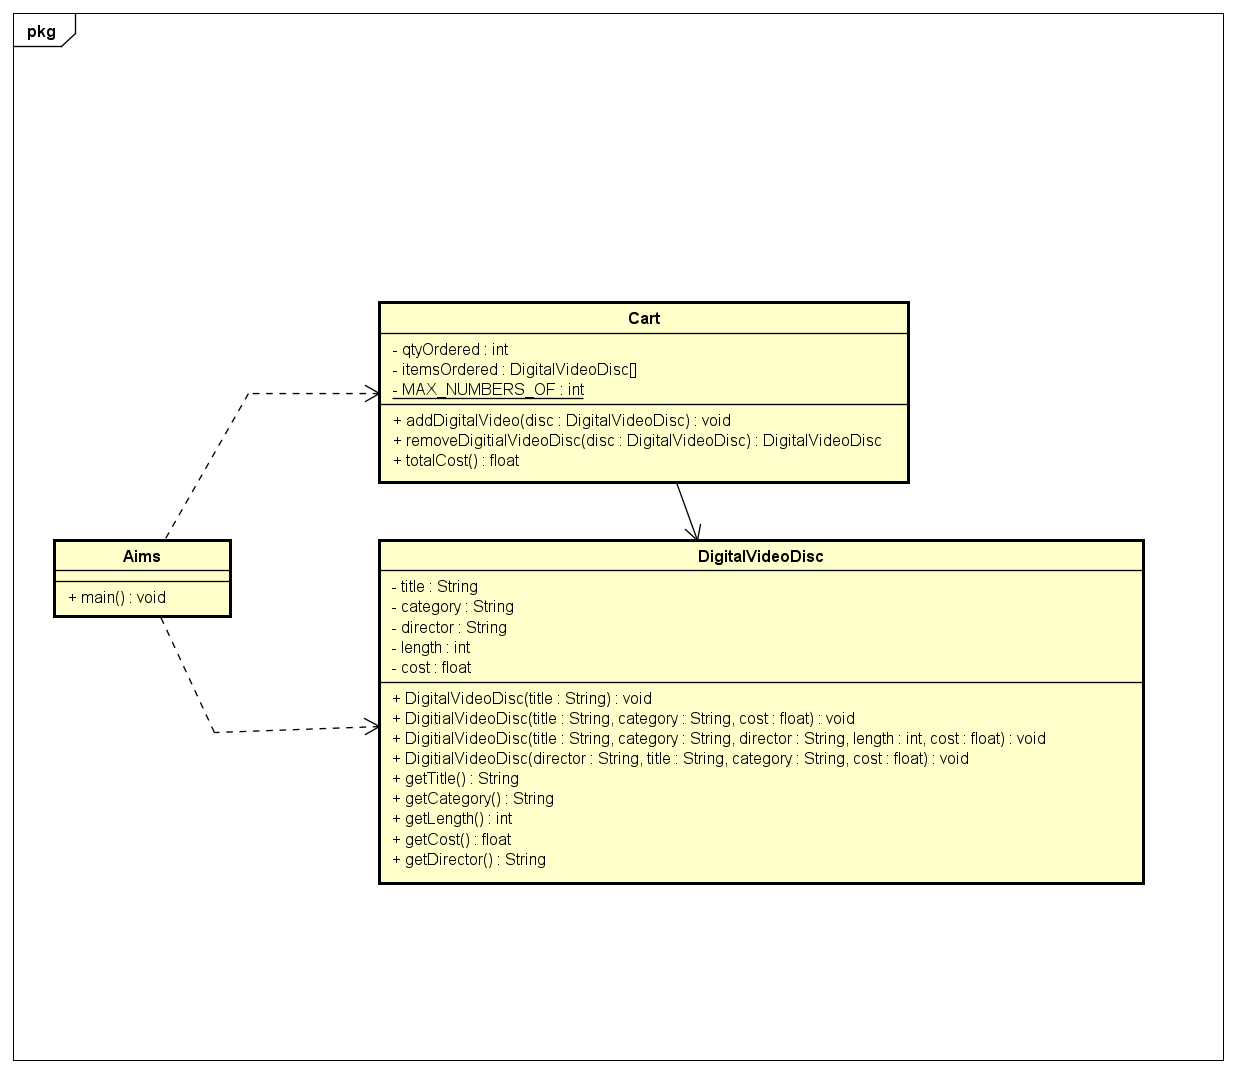 pkg
Cart
- qtyOrdered : int
- itemsOrdered : DigitalVideoDisc[]
- MAX_NUMBERS_OF : int
+ addDigitalVideo(disc : DigitalVideoDisc) : void
+ removeDigitialVideoDisc(disc : DigitalVideoDisc) : DigitalVideoDisc
+ totalCost() : float
Aims
+ main() : void
DigitalVideoDisc
- title : String
- category : String
- director : String
- length : int
- cost : float
+ DigitalVideoDisc(title : String) : void
+ DigitialVideoDisc(title : String, category : String, cost : float) : void
+ DigitialVideoDisc(title : String, category : String, director : String, length : int, cost : float) : void
+ DigitialVideoDisc(director : String, title : String, category : String, cost : float) : void
+ getTitle() : String
+ getCategory() : String
+ getLength() : int
+ getCost() : float
+ getDirector() : String